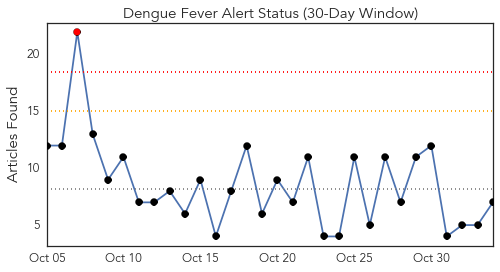 Dengue Fever Alert Status (30-Day Window)
Articles Found
20
15
10
5
Oct 05 Oct 10 Oct 15 Oct 20 Oct 25 Oct 30